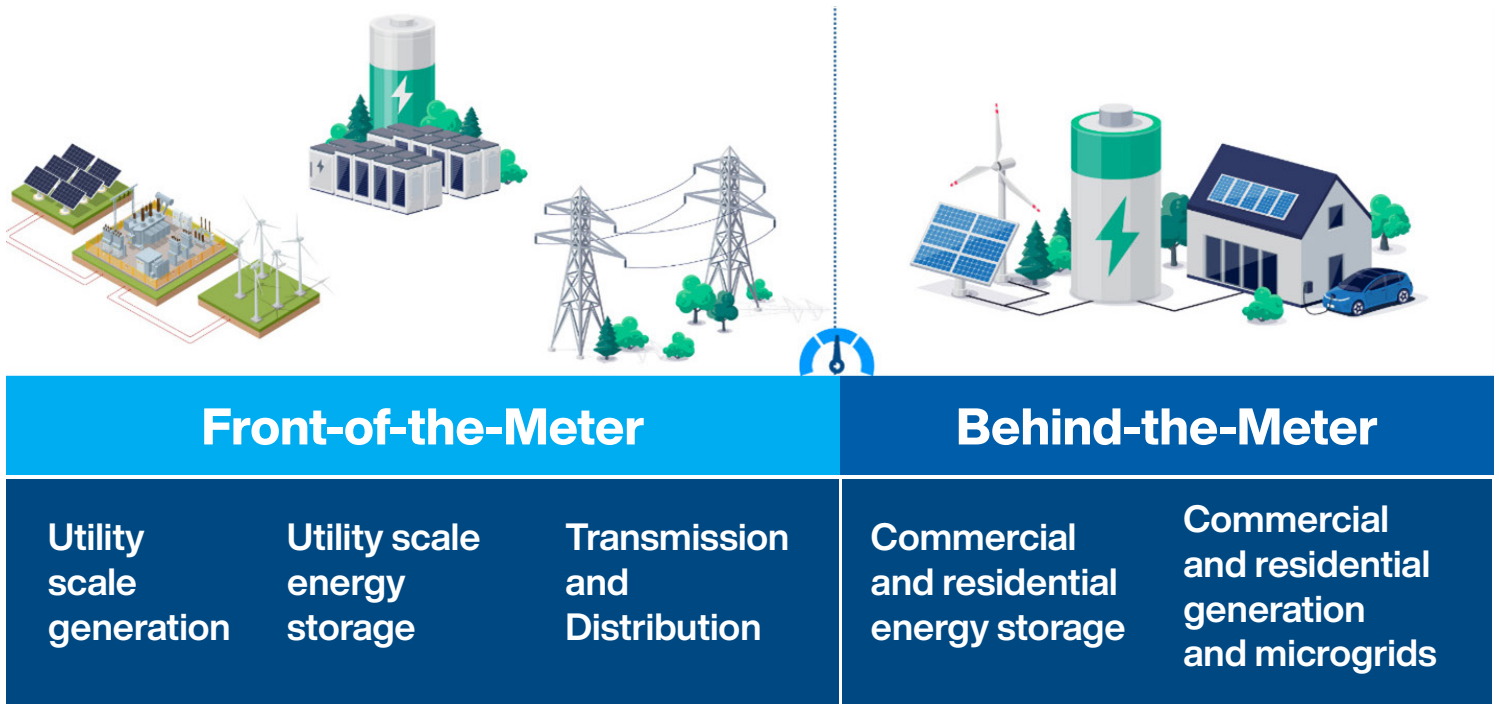 Front-of-the-Meter
Behind-the-Meter
Utility
scale
generation
Utility scale
energy
storage
Transmission
and
Distribution
Commercial
and residential
energy storage
Commercial
and residential
generation
and microgrids